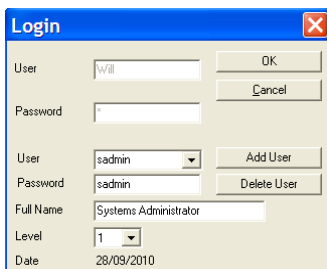 Login
User Will OK
Cancel
Password *
User sadmin Add User
Password sadmin Delete User
Full Name Systems Administrator
Level 1
Date 28/09/2010